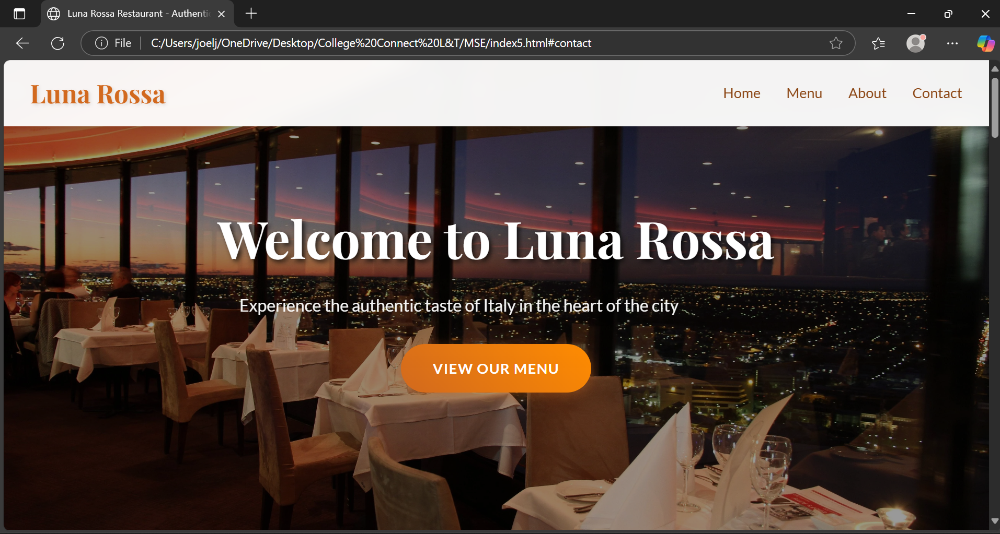 Luna Rossa Restaurant - Authentic
File
C:/Users/joelj/OneDrive/Desktop/College%20Connect%20L&T/MSE/index5.html#contact
Luna Rossa
Home
Menu
About
Contact
Welcome to Luna Rossa
Experience the authentic taste of Italy in the heart of the city
VIEW OUR MENU